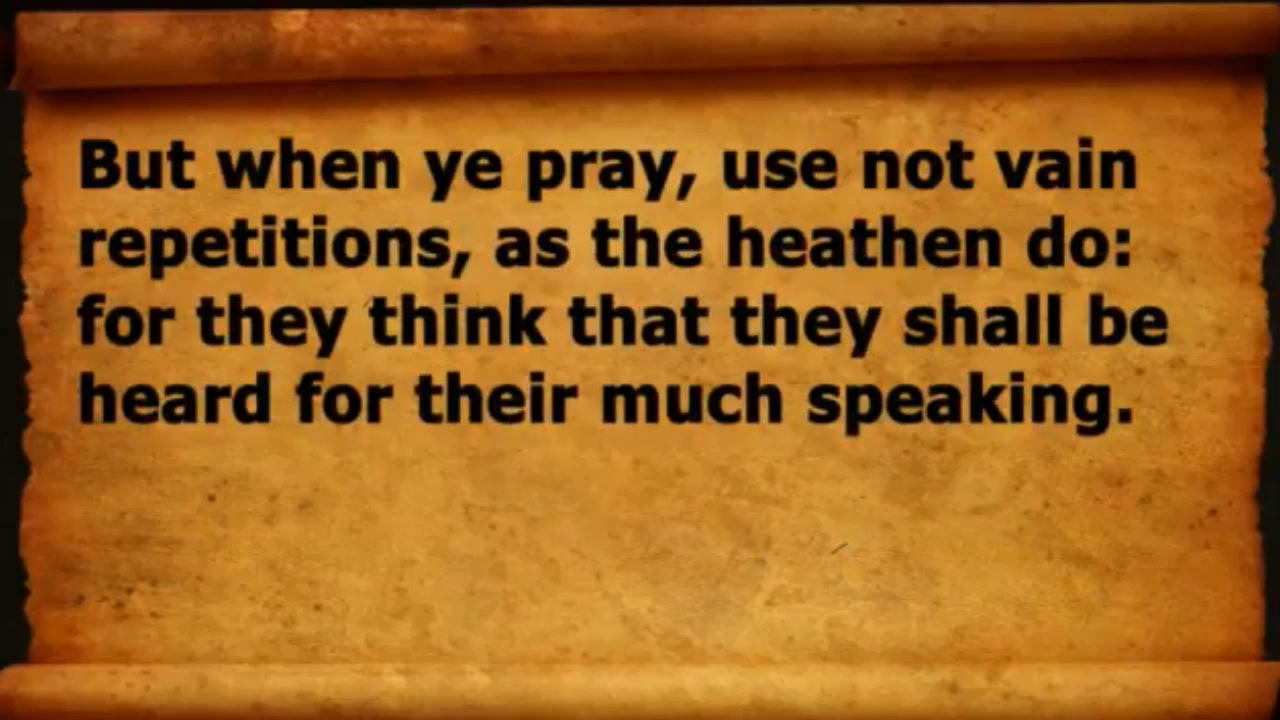 But when ye pray, use not vain
repetitions, as the heathen do:
for they think that they shall be
heard for their much speaking.